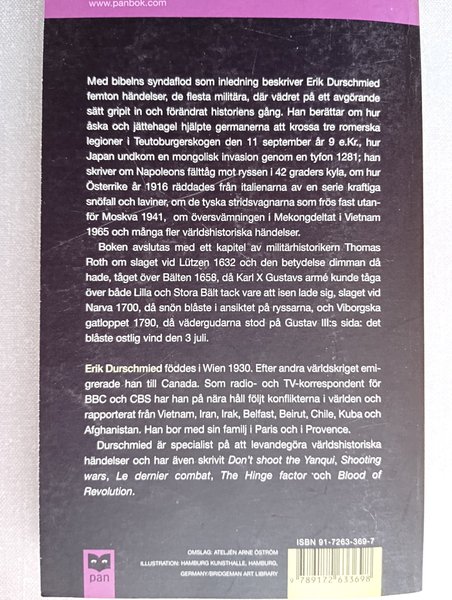 www.panbok.com
Med bibelns syndaflod som inledning beskriver Erik Durschmied
femton händelser, de flesta militära, där vädret på ett avgörande
sätt gripit in och förändrat historiens gång. Han berättar om hur
åska och jättehagel hjälpte germanerna att krossa tre romerska
legioner i Teutoburgerskogen den 11 september år 9 e.Kr., hur
Japan undkom en mongolisk invasion genom en tyfon 1281; han
skriver om Napoleons fälttåg mot ryssen i 42 graders kyla, om hur
Österrike år 1916 räddades från italienarna av en serie kraftiga
snöfall och laviner, om de tyska stridsvagnarna som frös fast utan-
för Moskva 1941, om översvämningen i Mekongdeltat i Vietnam
1965 och många fler världshistoriska händelser.
Boken avslutas med ett kapitel av militärhistorikern Thomas
Roth om slaget vid Lützen 1632 och den betydelse dimman då
hade, tåget över Bälten 1658, då Karl X Gustavs armé kunde tåga
över både Lilla och Stora Bält tack vare att isen lade sig, slaget vid
Narva 1700, då snön blåste i ansiktet på ryssarna, och Viborgska
gatloppet 1790, då vädergudarna stod på Gustav III:s sida: det
blåste ostlig vind den 3 juli.
Erik Durschmied föddes i Wien 1930. Efter andra världskriget emi-
grerade han till Canada. Som radio- och TV-korrespondent för
BBC och CBS har han på nära håll följt konflikterna i världen och
rapporterat från Vietnam, Iran, Irak, Belfast, Beirut, Chile, Kuba och
Afghanistan. Han bor med sin familj i Paris och i Provence.
Durschmied är specialist på att levandegöra världshistoriska
händelser och har även skrivit Don't shoot the Yanqui, Shooting
wars, Le dernier combat, The Hinge factor och Blood of
Revolution.
ISBN 91-7263-369-7
OMSLAG: ATELJÉN ARNE ÖSTRÖM
ILLUSTRATION: HAMBURG KUNSTHALLE, HAMBURG,
GERMANY/BRIDGEMAN ART LIBRARY
pan
9 789172 633698